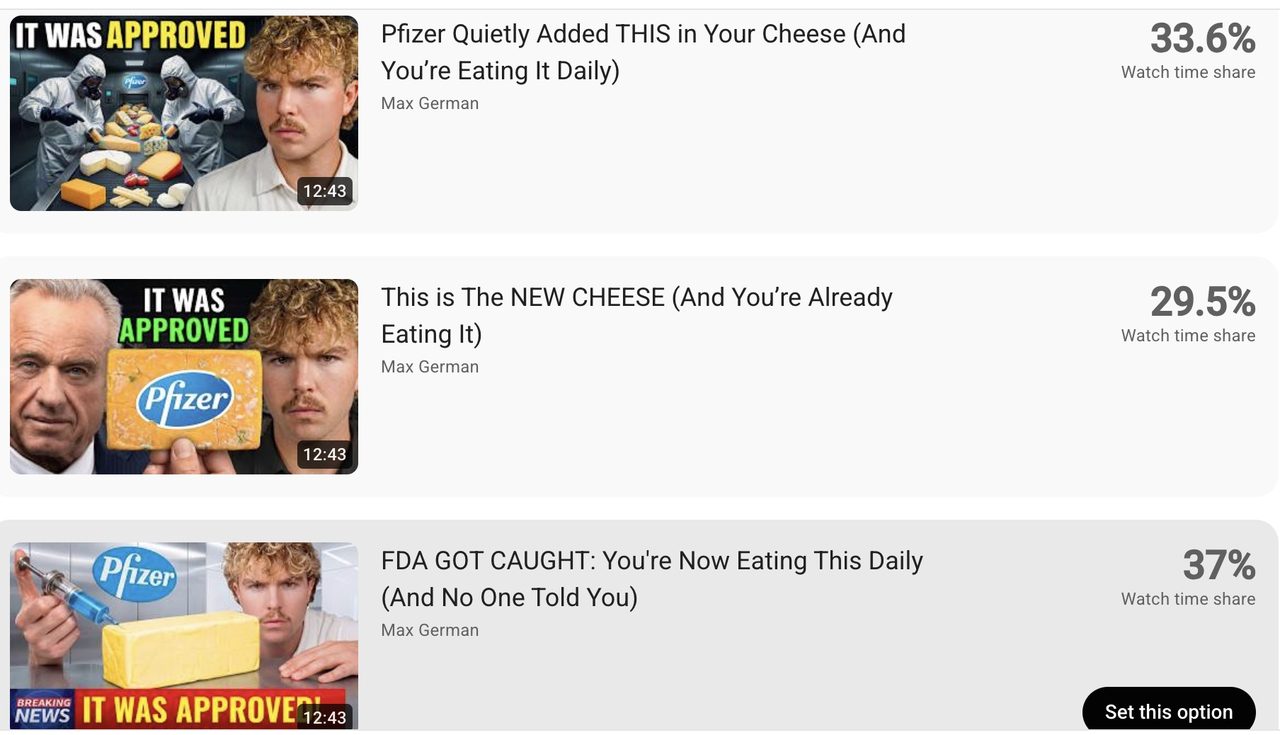 IT WAS APPROVED
Pfizer
12:43
Pfizer Quietly Added THIS in Your Cheese (And
You’re Eating It Daily)
Max German
33.6%
Watch time share
IT WAS
APPROVED
Pfizer
12:43
This is The NEW CHEESE (And You’re Already
Eating It)
Max German
29.5%
Watch time share
Pfizer
BREAKING
NEWS
IT WAS APPROVED!
12:43
FDA GOT CAUGHT: You're Now Eating This Daily
(And No One Told You)
Max German
37%
Watch time share
Set this option